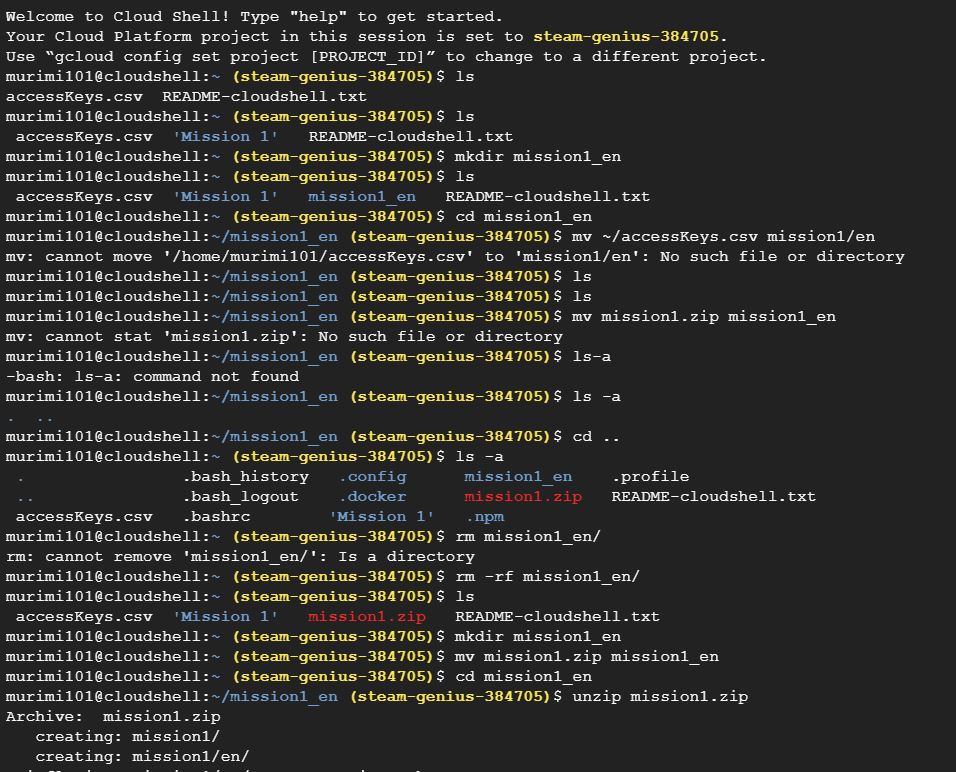 Welcome to Cloud Shell! Type "help" to get started.
Your Cloud Platform project in this session is set to steam-genius-384705.
Use “gcloud config set project [PROJECT_ID]” to change to a different project.
murimi101@cloudshell:~ (steam-genius-384705)$ ls
accessKeys.csv  README-cloudshell.txt
murimi101@cloudshell:~ (steam-genius-384705)$ ls
 accessKeys.csv  'Mission 1'   README-cloudshell.txt
murimi101@cloudshell:~ (steam-genius-384705)$ mkdir mission1_en
murimi101@cloudshell:~ (steam-genius-384705)$ ls
 accessKeys.csv  'Mission 1'   mission1_en   README-cloudshell.txt
murimi101@cloudshell:~ (steam-genius-384705)$ cd mission1_en
murimi101@cloudshell:~/mission1_en (steam-genius-384705)$ mv ~/accessKeys.csv mission1/en
mv: cannot move '/home/murimi101/accessKeys.csv' to 'mission1/en': No such file or directory
murimi101@cloudshell:~/mission1_en (steam-genius-384705)$ ls
murimi101@cloudshell:~/mission1_en (steam-genius-384705)$ ls
murimi101@cloudshell:~/mission1_en (steam-genius-384705)$ mv mission1.zip mission1_en
mv: cannot stat 'mission1.zip': No such file or directory
murimi101@cloudshell:~/mission1_en (steam-genius-384705)$ ls-a
-bash: ls-a: command not found
murimi101@cloudshell:~/mission1_en (steam-genius-384705)$ ls -a
.  ..
murimi101@cloudshell:~/mission1_en (steam-genius-384705)$ cd ..
murimi101@cloudshell:~ (steam-genius-384705)$ ls -a
 .                .bash_history   .config      mission1_en    .profile
 ..               .bash_logout    .docker      mission1.zip   README-cloudshell.txt
 accessKeys.csv   .bashrc        'Mission 1'   .npm
murimi101@cloudshell:~ (steam-genius-384705)$ rm mission1_en/
rm: cannot remove 'mission1_en/': Is a directory
murimi101@cloudshell:~ (steam-genius-384705)$ rm -rf mission1_en/
murimi101@cloudshell:~ (steam-genius-384705)$ ls
 accessKeys.csv  'Mission 1'   mission1.zip   README-cloudshell.txt
murimi101@cloudshell:~ (steam-genius-384705)$ mkdir mission1_en
murimi101@cloudshell:~ (steam-genius-384705)$ mv mission1.zip mission1_en
murimi101@cloudshell:~ (steam-genius-384705)$ cd mission1_en
murimi101@cloudshell:~/mission1_en (steam-genius-384705)$ unzip mission1.zip
Archive:  mission1.zip
   creating: mission1/
   creating: mission1/en/